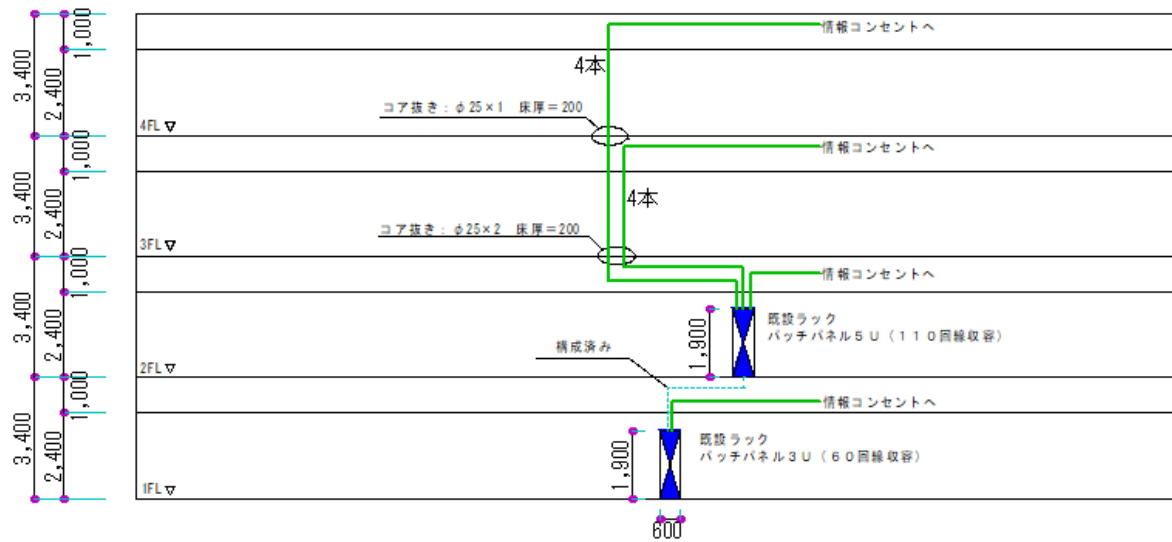 1,000
3,400
2,400
情報コンセントへ
4本
コア抜き：φ25×1　床厚＝200
4FL
1,000
3,400
2,400
情報コンセントへ
4本
コア抜き：φ25×2　床厚＝200
3FL
1,000
3,400
2,400
情報コンセントへ
1,900
既設ラック
パッチパネル5U（110回線収容）
構成済み
2FL
1,000
3,400
2,400
情報コンセントへ
1,900
既設ラック
パッチパネル3U（60回線収容）
1FL
600